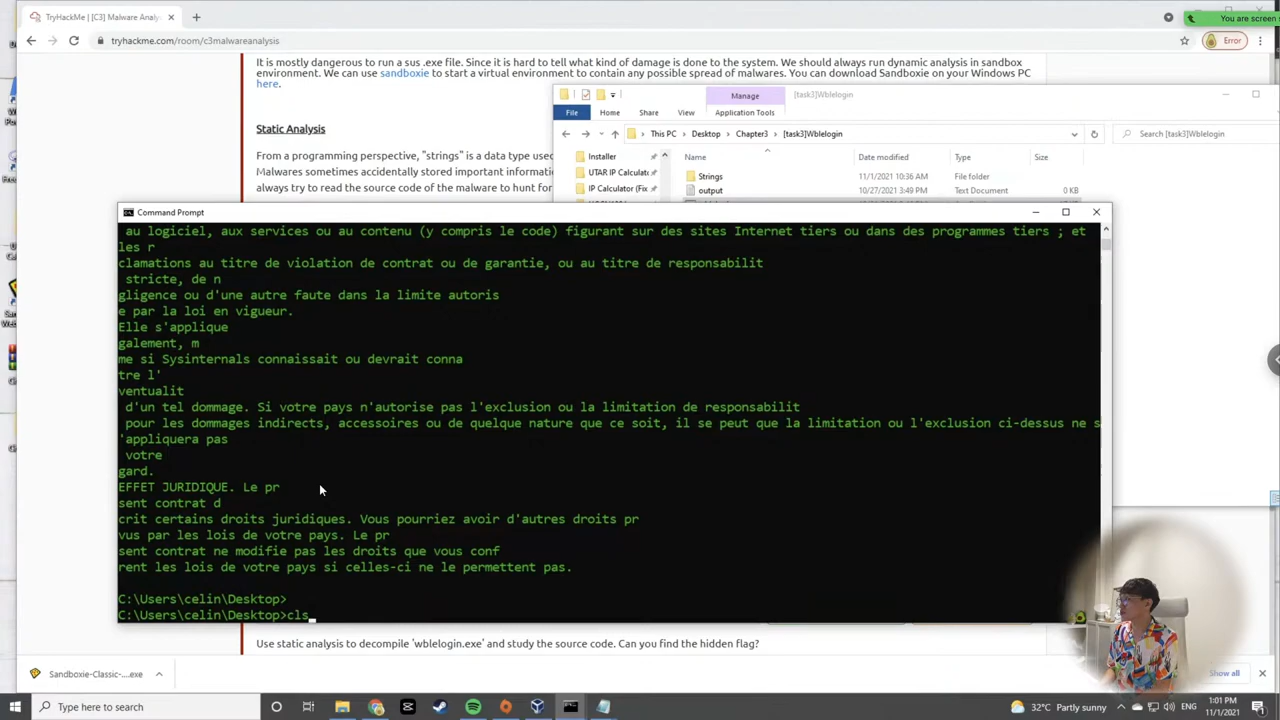 TryHackMe | [C3] Malware Analy
You are screen s
tryhackme.com/room/c3malwareanalysis
Error
It is mostly dangerous to run a sus .exe file. Since it is hard to tell what kind of damage is done to the system. We should always run dynamic analysis in sandbox
environment. We can use sandboxie to start a virtual environment to contain any possible spread of malwares. You can download Sandboxie on your Windows PC
here.
Static Analysis
From a programming perspective, "strings" is a data type used
Malwares sometimes accidentally stored important informa
always try to read the source code of the malware to hunt for
Manage
[task3]Wblelogin
File
Home
Share
View
Application Tools
This PC
Desktop
Chapter3
[task3]Wblelogin
Search [task3]Wblelogin
Installer
UTAR IP Calculat
IP Calculator (Fix
Name
Date modified
Type
Size
Strings
11/1/2021 10:36 AM
File folder
output
10/27/2021 3:49 PM
Text Document
0 KB
Command Prompt
au logiciel, aux services ou au contenu (y compris le code) figurant sur des sites Internet tiers ou dans des programmes tiers ; et
les r
clamations au titre de violation de contrat ou de garantie, ou au titre de responsabilit
stricte, de n
gligence ou d'une autre faute dans la limite autoris
e par la loi en vigueur.
Elle s'applique
galement, m
me si Sysinternals connaissait ou devrait conna
tre l'
ventualit
d'un tel dommage. Si votre pays n'autorise pas l'exclusion ou la limitation de responsabilit
pour les dommages indirects, accessoires ou de quelque nature que ce soit, il se peut que la limitation ou l'exclusion ci-dessus ne s
'appliquera pas
votre
gard.
EFFET JURIDIQUE. Le pr
sent contrat d
crit certains droits juridiques. Vous pourriez avoir d'autres droits pr
vus par les lois de votre pays. Le pr
sent contrat ne modifie pas les droits que vous conf
rent les lois de votre pays si celles-ci ne le permettent pas.
C:\Users\celin\Desktop>
C:\Users\celin\Desktop>cls
Use static analysis to decompile 'wblelogin.exe' and study the source code. Can you find the hidden flag?
Sandboxie-Classic-....exe
Show all
Type here to search
32°C Partly sunny
1:01 PM
11/1/2021